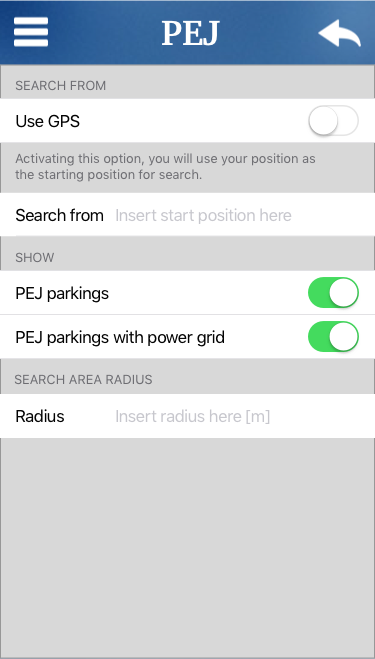 PEJ
SEARCH FROM
Use GPS
Activating this option, you will use your position as
the starting position for search.
Search from Insert start position here
SHOW
PEJ parkings
PEJ parkings with power grid
SEARCH AREA RADIUS
Radius Insert radius here [m]